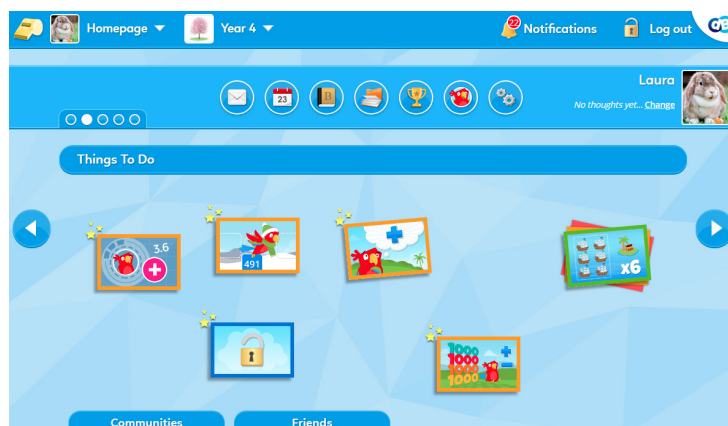 Homepage
Year 4
22
Notifications
Log out
23
B
Laura
No thoughts yet... Change
Things To Do
3.6
491
x6
1000
1000
1000
1000
Communities
Friends